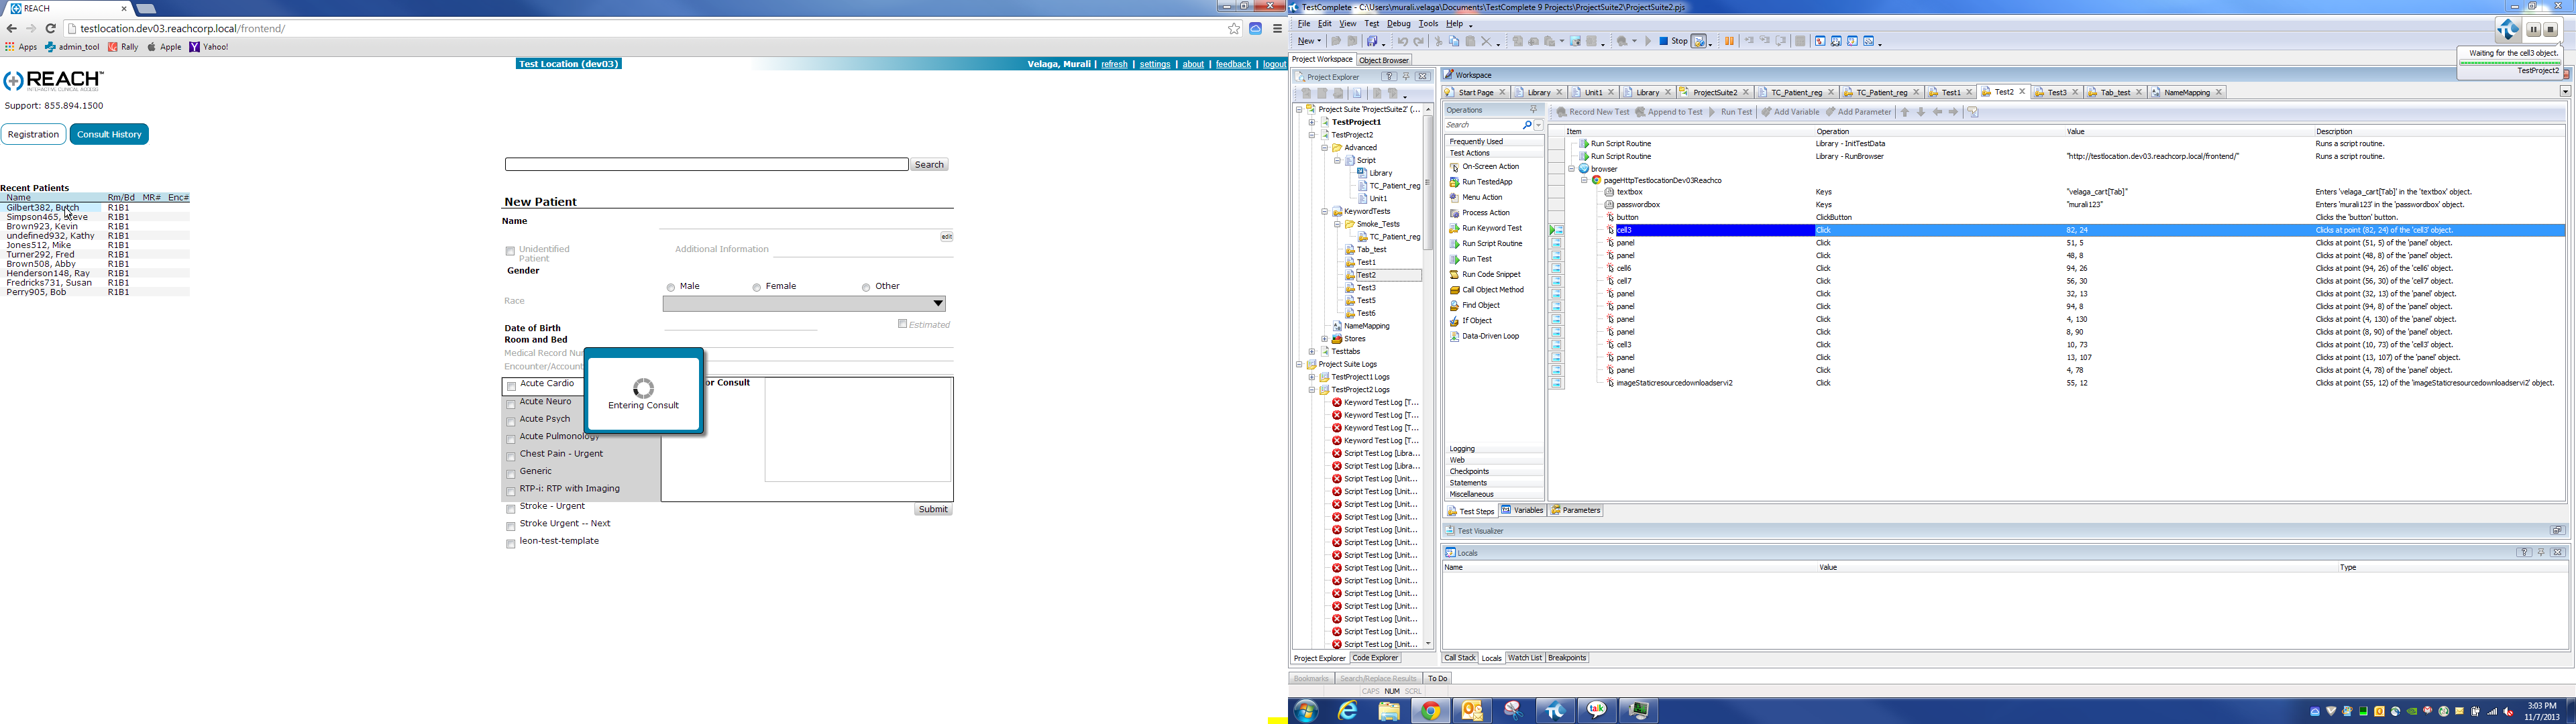 REACH
testlocation.dev03.reachcorp.local/frontend/
Apps admin_tool Rally Apple Yahoo!
Test Location (dev03)
Velaga, Murali | refresh | settings | about | feedback | logout
REACH™
INTERACTIVE CLINICAL ACCESS
Support: 855.894.1500
Registration Consult History
Search
Recent Patients
Name Rm/Bd MR# Enc#
Gilbert382, Butch R1B1
Simpson465, Steve R1B1
Brown923, Kevin R1B1
undefined932, Kathy R1B1
Jones512, Mike R1B1
Turner292, Fred R1B1
Brown508, Abby R1B1
Henderson148, Ray R1B1
Fredricks731, Susan R1B1
Perry905, Bob R1B1
New Patient
Name
edit
Unidentified Patient
Additional Information
Gender
Male Female Other
Race
Estimated
Date of Birth
Room and Bed
Medical Record Nu
Encounter/Account
or Consult
Acute Cardio
Acute Neuro
Acute Psych
Acute Pulmonology
Chest Pain - Urgent
Generic
RTP-i: RTP with Imaging
Stroke - Urgent
Stroke Urgent -- Next
leon-test-template
Entering Consult
Submit
TestComplete - C:\Users\murali.velaga\Documents\TestComplete 9 Projects\ProjectSuite2\ProjectSuite2.pjs
File Edit View Test Debug Tools Help
New Stop
Waiting for the cell3 object.
TestProject2
Project Workspace Object Browser
Project Explorer
Project Suite 'ProjectSuite2' (...
TestProject1
TestProject2
Advanced
Script
Library
TC_Patient_reg
Unit1
KeywordTests
Smoke_Tests
TC_Patient_reg
Tab_test
Test1
Test2
Test3
Test5
Test6
NameMapping
Stores
Testtabs
Project Suite Logs
TestProject1 Logs
TestProject2 Logs
Keyword Test Log [T...
Keyword Test Log [T...
Keyword Test Log [T...
Keyword Test Log [T...
Script Test Log [Libra...
Script Test Log [Libra...
Script Test Log [Unit...
Script Test Log [Unit...
Script Test Log [Unit...
Script Test Log [Unit...
Script Test Log [Unit...
Script Test Log [Unit...
Script Test Log [Unit...
Script Test Log [Unit...
Script Test Log [Unit...
Script Test Log [Unit...
Script Test Log [Unit...
Script Test Log [Unit...
Script Test Log [Unit...
Script Test Log [Unit...
Project Explorer Code Explorer
Workspace
Start Page Library Unit1 Library ProjectSuite2 TC_Patient_reg TC_Patient_reg Test1 Test2 Test3 Tab_test NameMapping
Operations
Search
Frequently Used
Test Actions
On-Screen Action
Run TestedApp
Menu Action
Process Action
Run Keyword Test
Run Script Routine
Run Test
Run Code Snippet
Call Object Method
Find Object
If Object
Data-Driven Loop
Logging
Web
Checkpoints
Statements
Miscellaneous
Record New Test Append to Test Run Test Add Variable Add Parameter
Item Operation Value Description
Run Script Routine Library - InitTestData Runs a script routine.
Run Script Routine Library - RunBrowser "http://testlocation.dev03.reachcorp.local/frontend/" Runs a script routine.
browser
pageHttpTestlocationDev03Reachco
textbox Keys "velaga_cart[Tab]" Enters 'velaga_cart[Tab]' in the 'textbox' object.
passwordbox Keys "murali123" Enters 'murali123' in the 'passwordbox' object.
button ClickButton Clicks the 'button' button.
cell3 Click 82, 24 Clicks at point (82, 24) of the 'cell3' object.
panel Click 51, 5 Clicks at point (51, 5) of the 'panel' object.
panel Click 48, 8 Clicks at point (48, 8) of the 'panel' object.
cell6 Click 94, 26 Clicks at point (94, 26) of the 'cell6' object.
cell7 Click 56, 30 Clicks at point (56, 30) of the 'cell7' object.
panel Click 32, 13 Clicks at point (32, 13) of the 'panel' object.
panel Click 94, 8 Clicks at point (94, 8) of the 'panel' object.
panel Click 4, 130 Clicks at point (4, 130) of the 'panel' object.
panel Click 8, 90 Clicks at point (8, 90) of the 'panel' object.
cell3 Click 10, 73 Clicks at point (10, 73) of the 'cell3' object.
panel Click 13, 107 Clicks at point (13, 107) of the 'panel' object.
panel Click 4, 78 Clicks at point (4, 78) of the 'panel' object.
imageStaticresourcedownloadservi2 Click 55, 12 Clicks at point (55, 12) of the 'imageStaticresourcedownloadservi2' object.
Test Steps Variables Parameters
Test Visualizer
Locals
Name Value Type
Call Stack Locals Watch List Breakpoints
Bookmarks Search/Replace Results To Do
CAPS NUM SCRL
talk
3:03 PM
11/7/2013